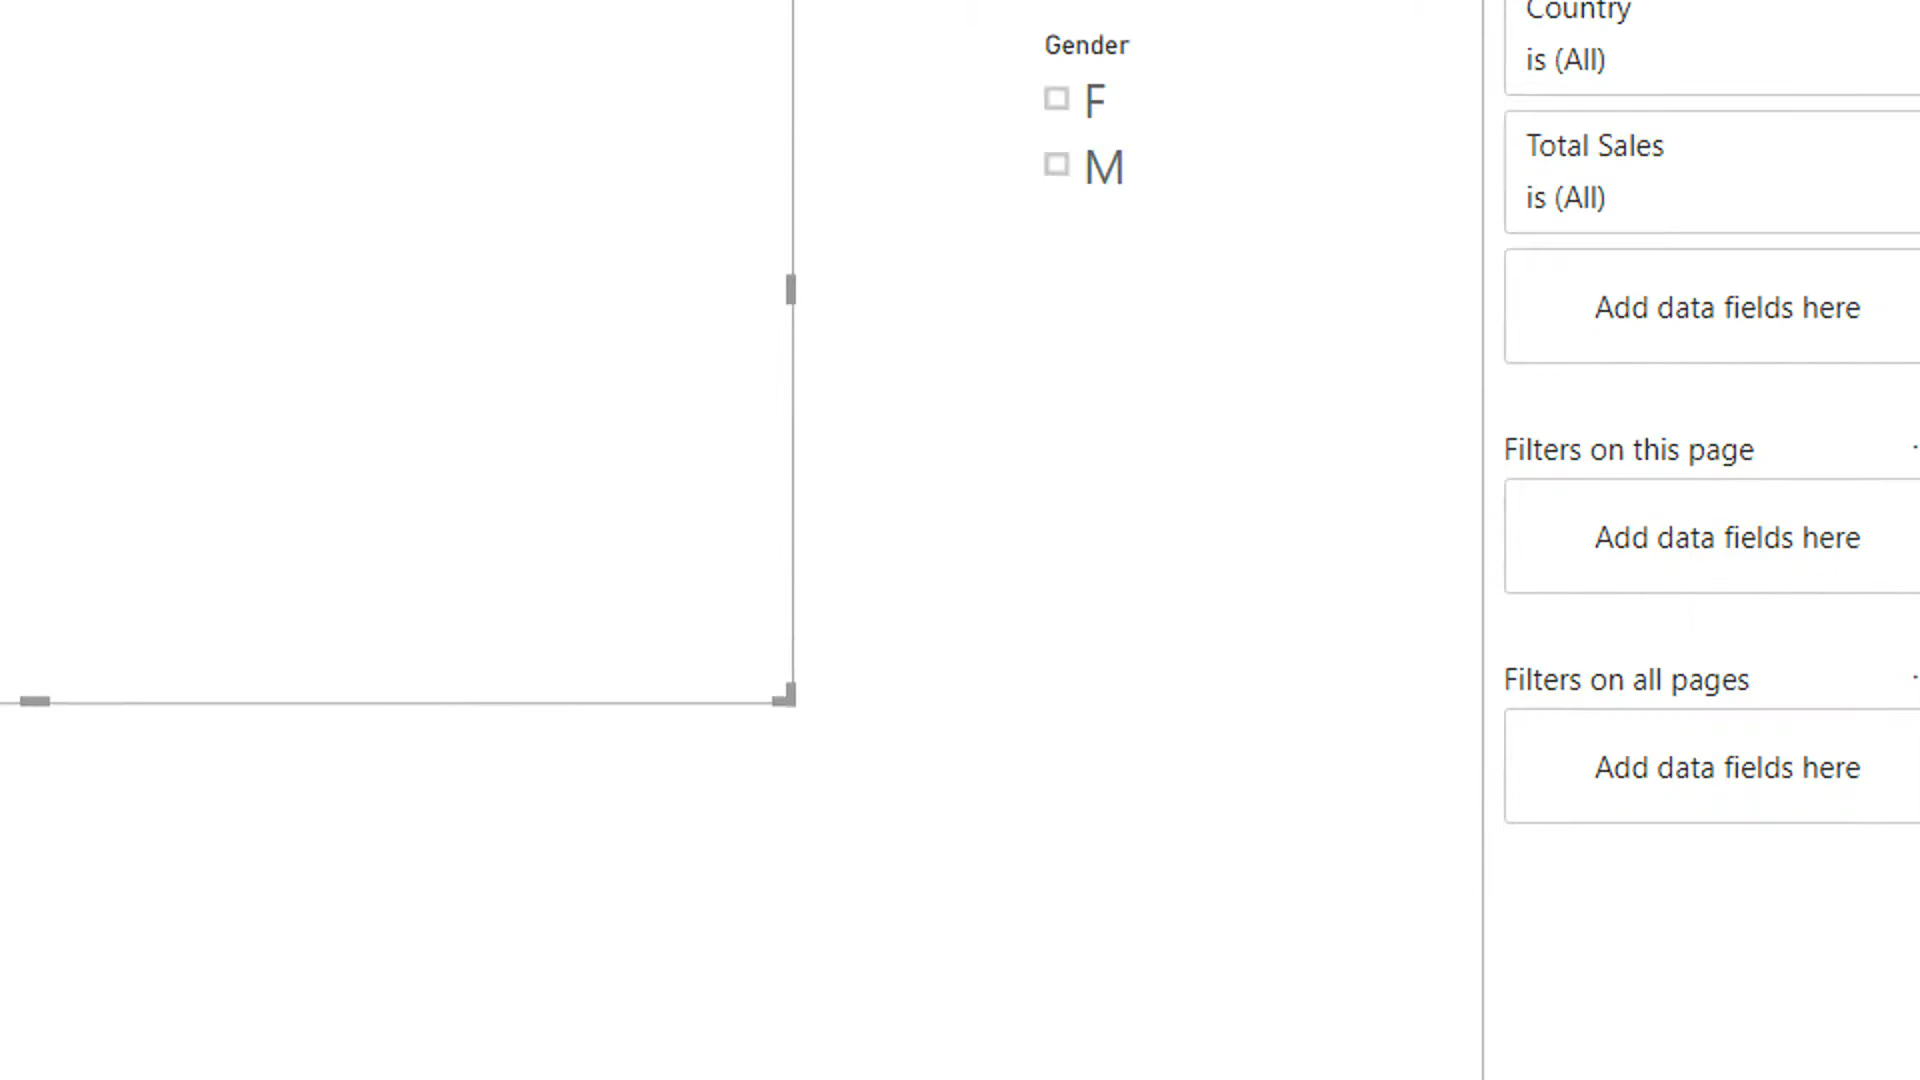 Gender
F
M
Country
is (All)
Total Sales
is (All)
Add data fields here
Filters on this page
Add data fields here
Filters on all pages
Add data fields here